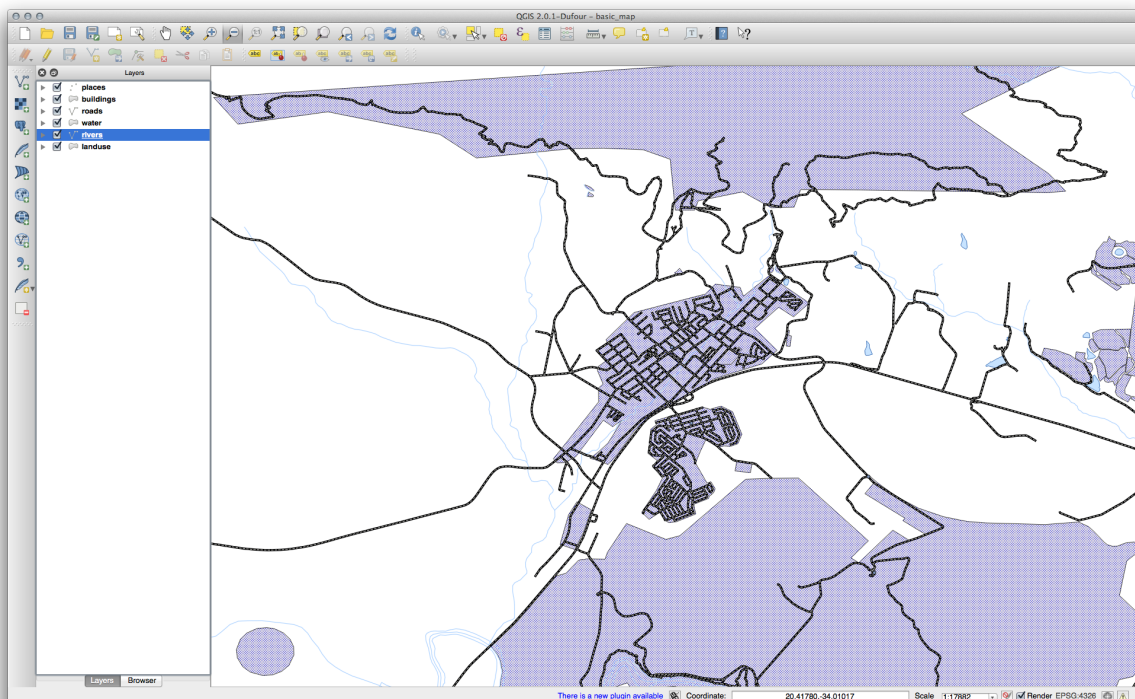 QGIS 2.0.1-Dufour - basic_map
Layers
places
buildings
roads
water
rivers
landuse
Layers
Browser
There is a new plugin available
Coordinate:
20.41780,-34.01017
Scale
1:17882
Render
EPSG:4326